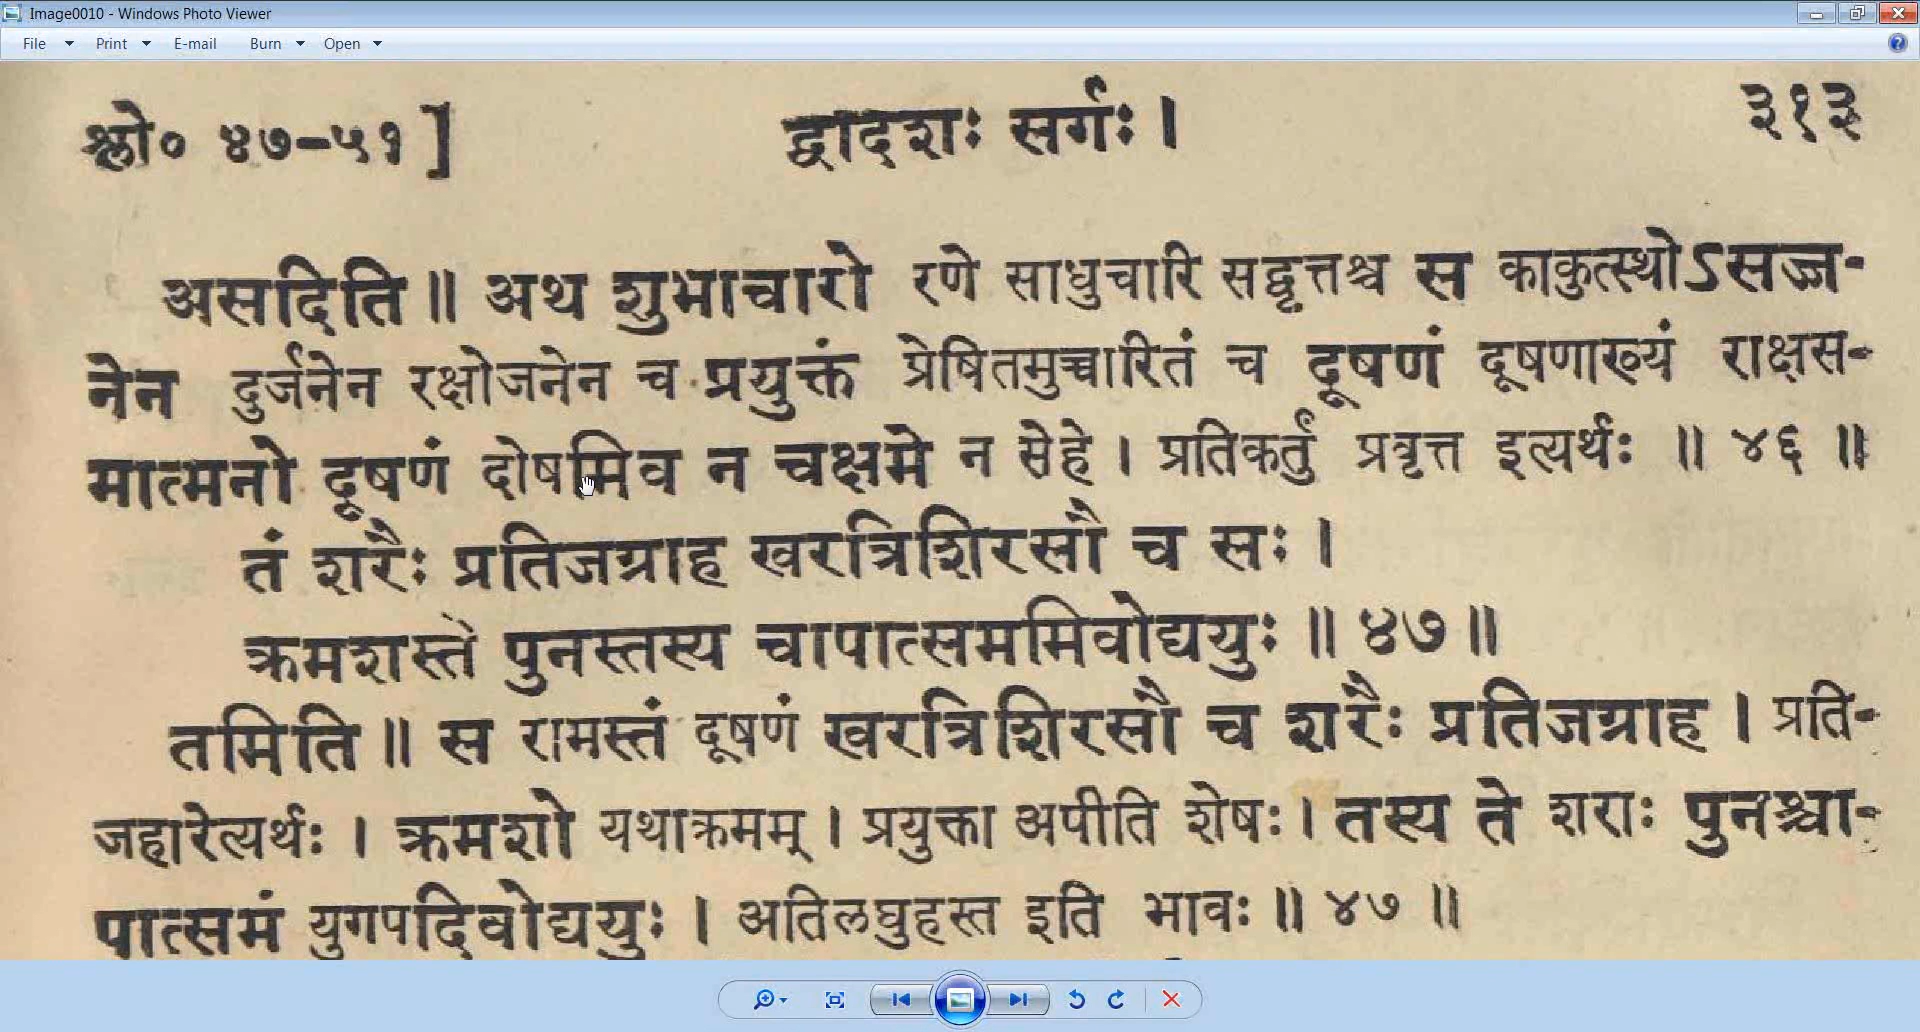 Image0010 - Windows Photo Viewer
File Print E-mail Burn Open
श्लो० ४७-५१ ] द्वादशः सर्गः । ३१३
असदिति ॥ अथ शुभाचारो रणे साधुचारि सद्वृत्तश्च स काकुत्स्थोऽसज्ज-
नेन दुर्जनेन रक्षोजनेन च प्रयुक्तं प्रेषितमुच्चारितं च दूषणं दूषणाख्यं राक्षस-
मात्मनो दूषणं दोषमिव न चक्षमे न सेहे । प्रतिकर्तुं प्रवृत्त इत्यर्थः ॥ ४६ ॥
तं शरैः प्रतिजग्राह खरत्रिशिरसौ च सः ।
क्रमशस्ते पुनस्तस्य चापात्सममिवोद्ययुः ॥ ४७ ॥
तमिति ॥ स रामस्तं दूषणं खरत्रिशिरसौ च शरैः प्रतिजग्राह । प्रति-
जहारेत्यर्थः । क्रमशो यथाक्रमम् । प्रयुक्ता अपीति शेषः । तस्य ते शराः पुनश्चा-
पात्समं युगपदिवोद्ययुः । अतिलघुहस्त इति भावः ॥ ४७ ॥